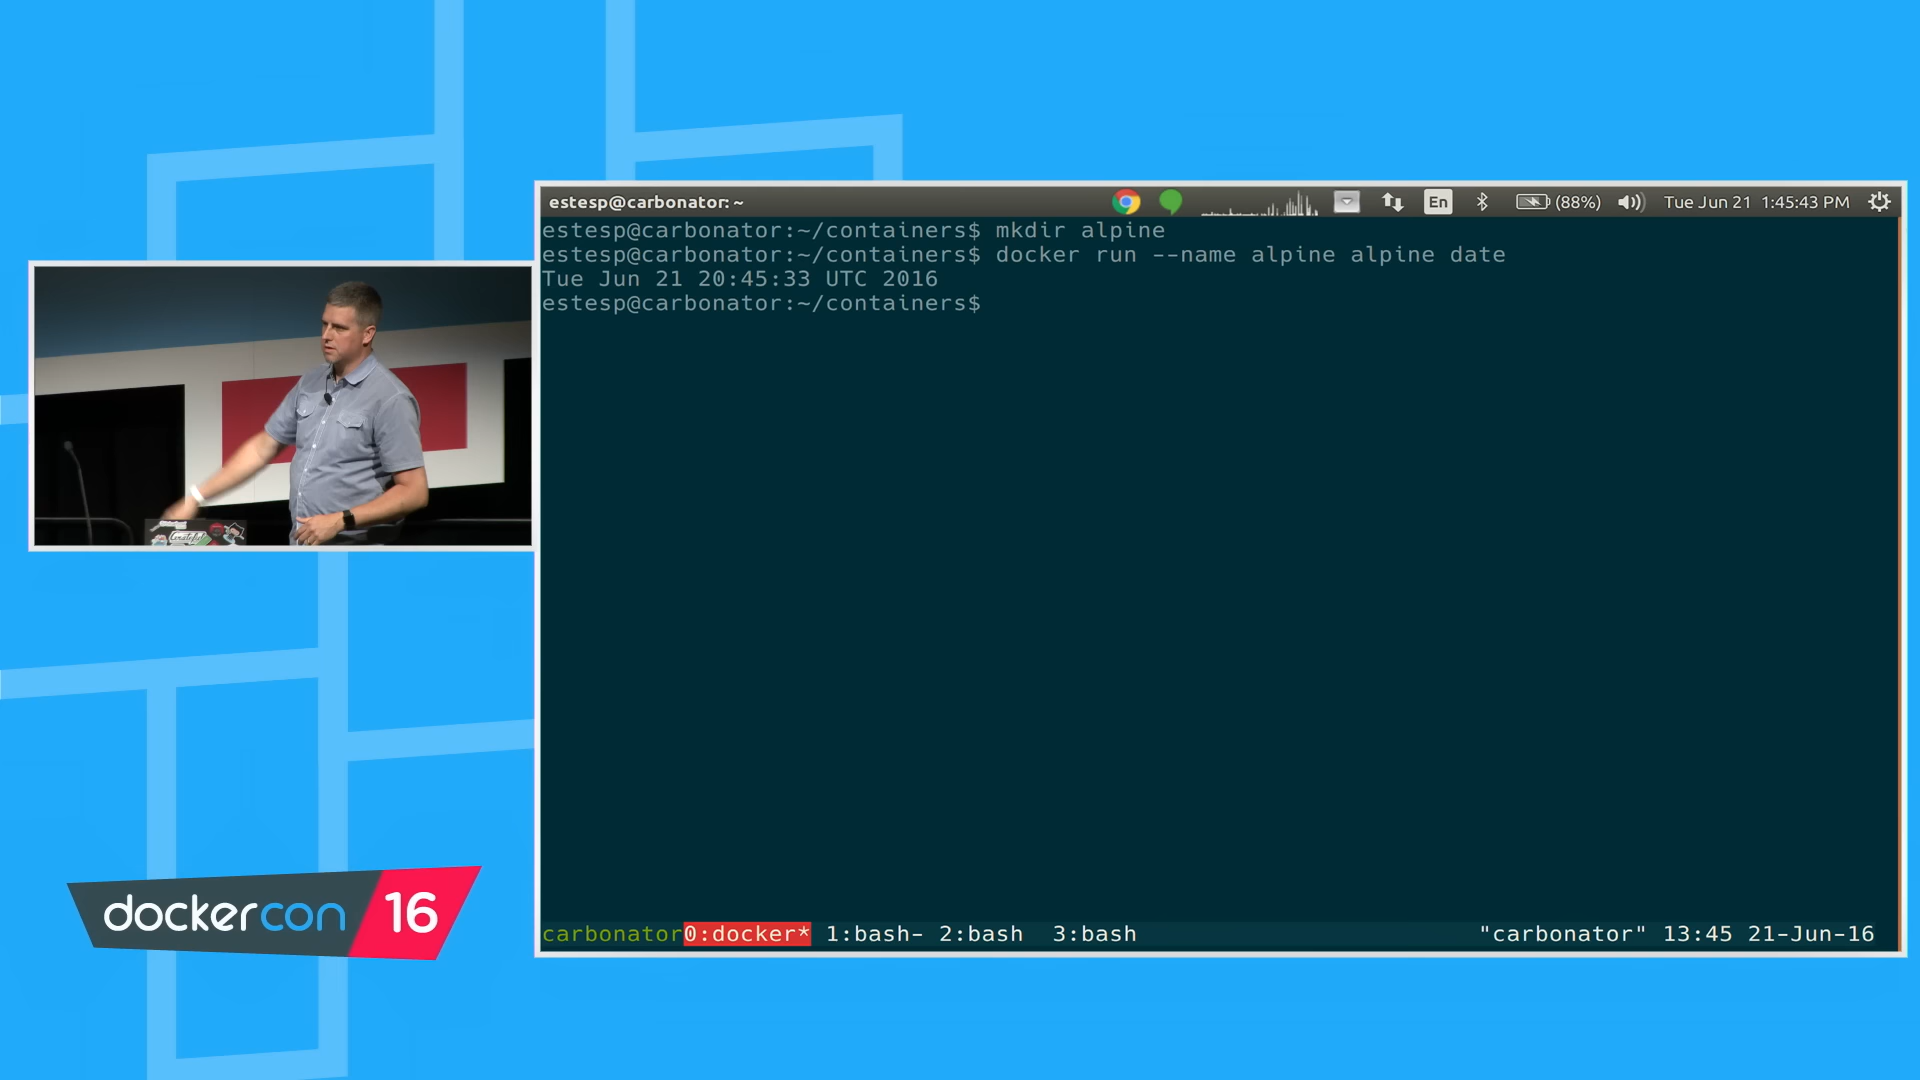 estesp@carbonator: ~
En
(88%)
Tue Jun 21 1:45:43 PM
estesp@carbonator:~/containers$ mkdir alpine
estesp@carbonator:~/containers$ docker run --name alpine alpine date
Tue Jun 21 20:45:33 UTC 2016
estesp@carbonator:~/containers$
carbonator0:docker* 1:bash- 2:bash 3:bash
"carbonator" 13:45 21-Jun-16
dockercon 16